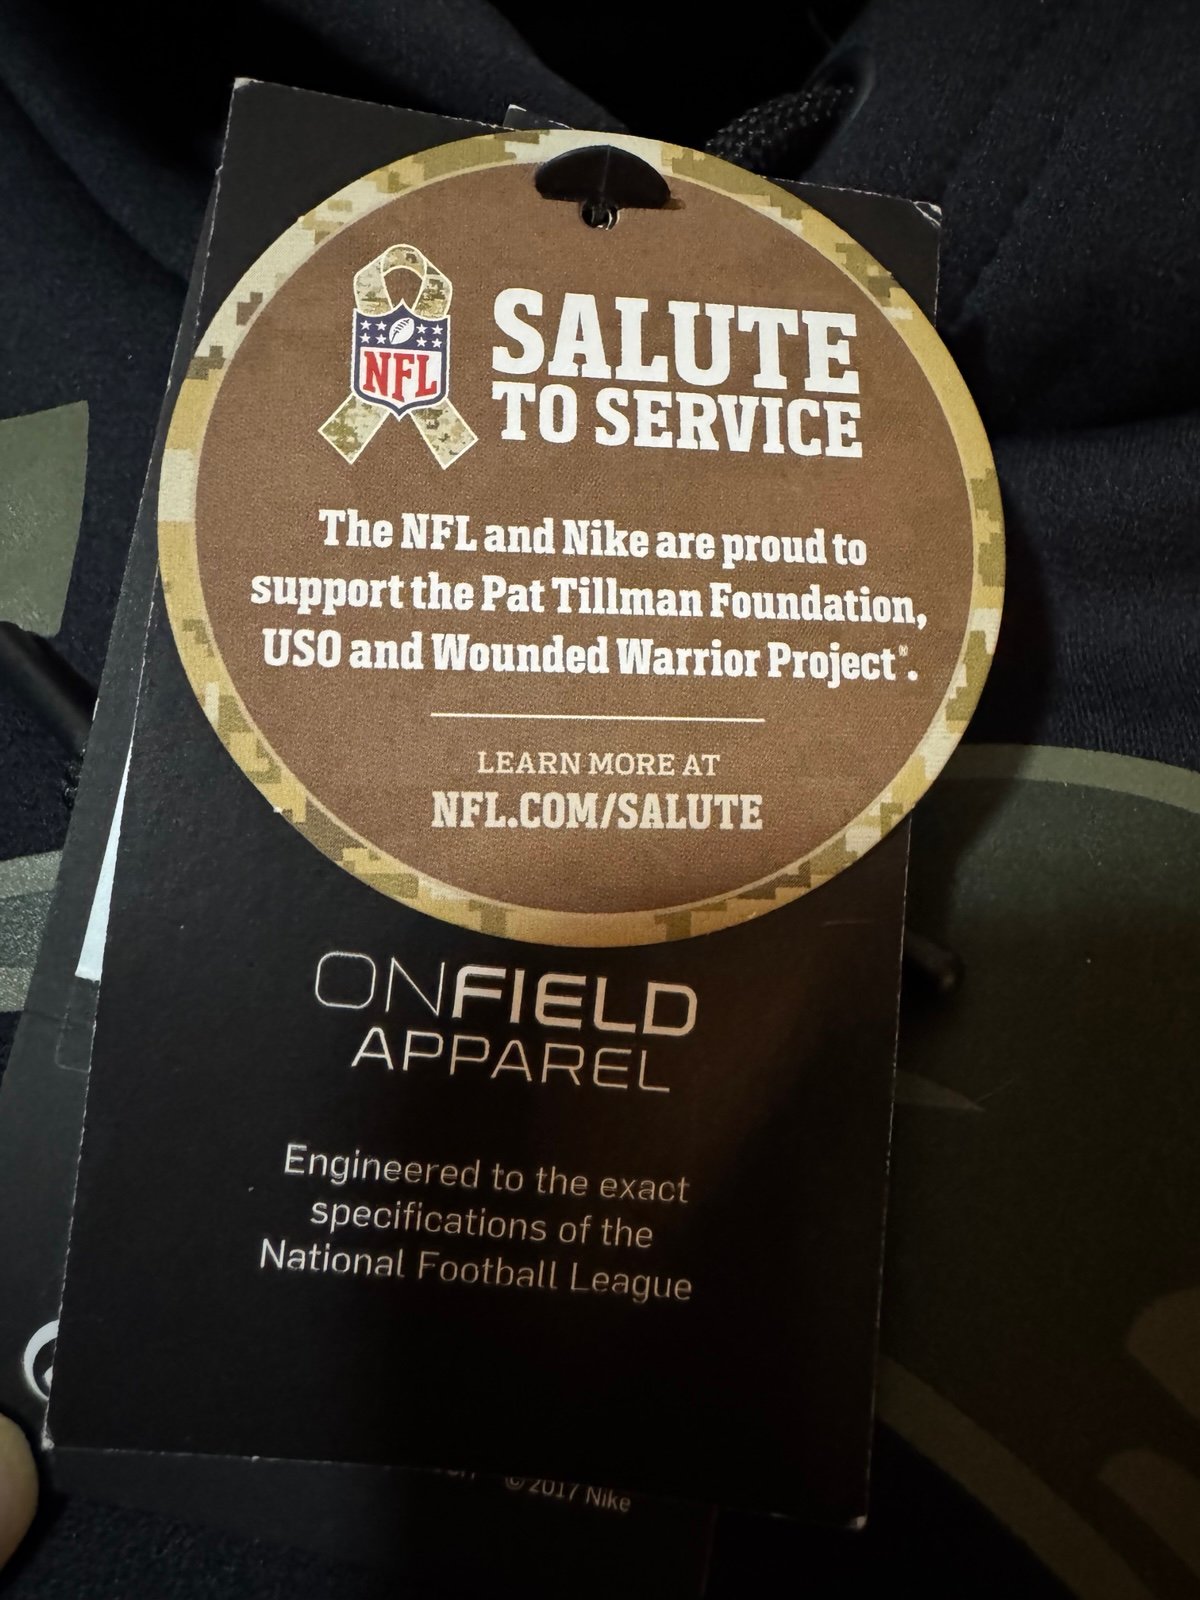 NFL
SALUTE
TO SERVICE
The NFL and Nike are proud to
support the Pat Tillman Foundation,
USO and Wounded Warrior Project®.
LEARN MORE AT
NFL.COM/SALUTE
ONFIELD
APPAREL
Engineered to the exact
specifications of the
National Football League
© 2017 Nike